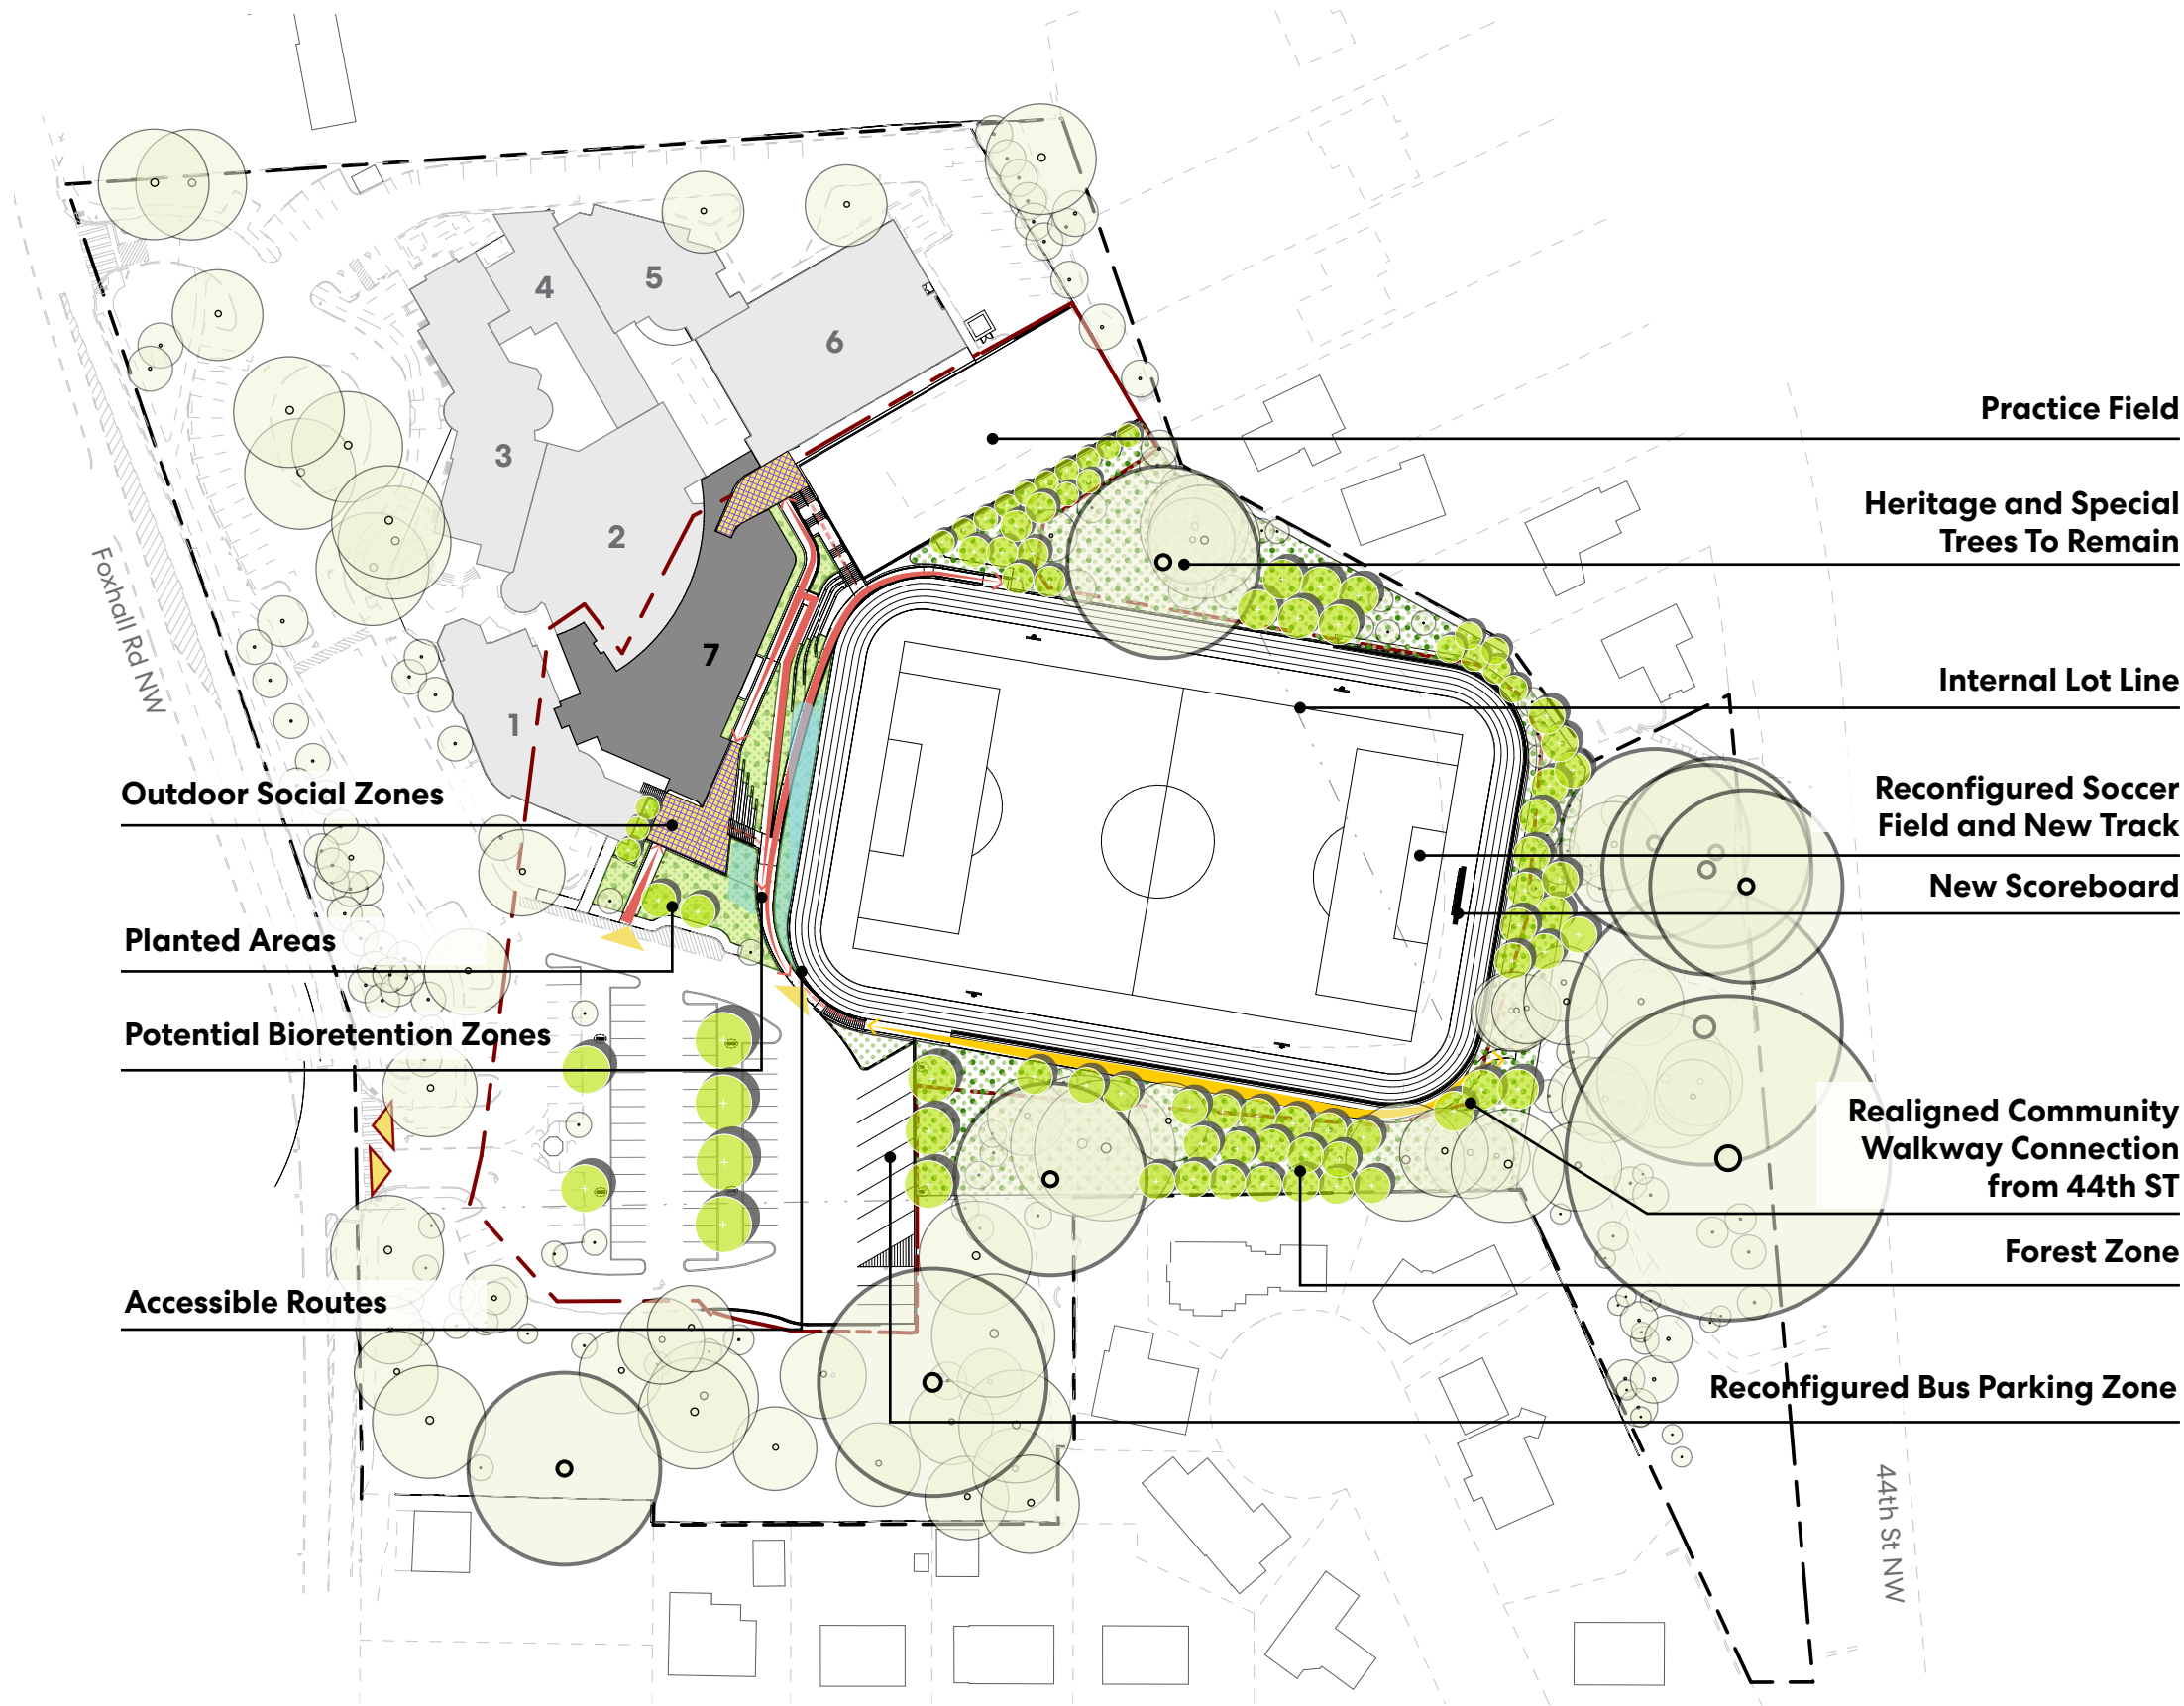 4
5
6
3
2
7
1
Foxhall Rd NW
Practice Field
Heritage and Special
Trees To Remain
Internal Lot Line
Reconfigured Soccer
Field and New Track
New Scoreboard
Realigned Community
Walkway Connection
from 44th ST
Forest Zone
Reconfigured Bus Parking Zone
44th St NW
Outdoor Social Zones
Planted Areas
Potential Bioretention Zones
Accessible Routes